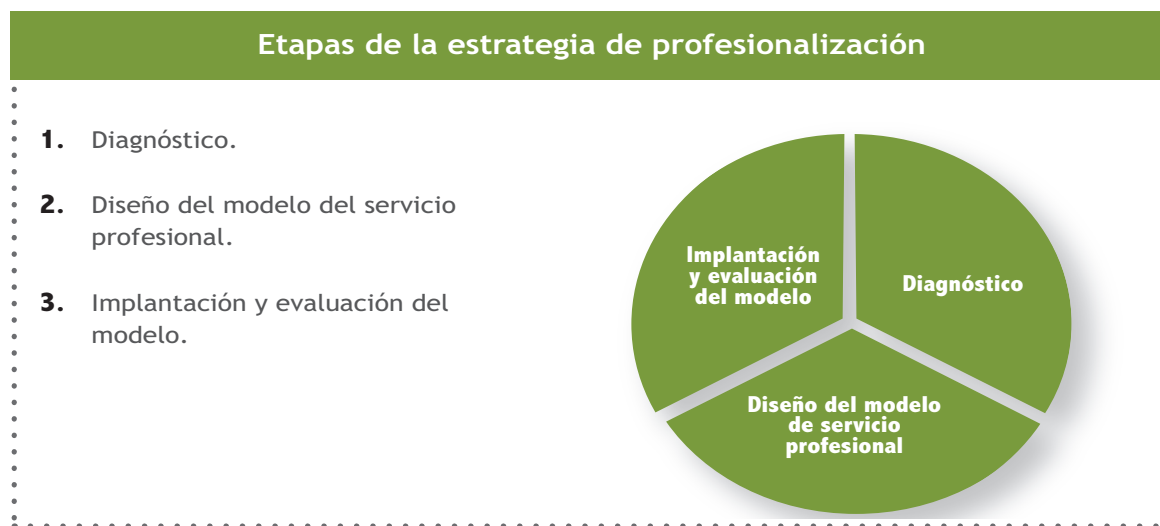 Etapas de la estrategia de profesionalización
1. Diagnóstico.
2. Diseño del modelo del servicio
profesional.
3. Implantación y evaluación del
modelo.
Implantación
y evaluación
del modelo
Diagnóstico
Diseño del modelo
de servicio
profesional